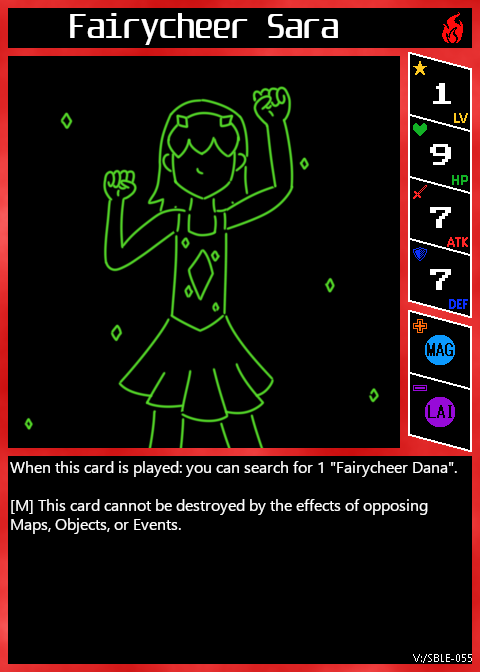 Fairycheer Sara
1
LV
9
HP
7
ATK
7
DEF
MAG
LAI
When this card is played: you can search for 1 "Fairycheer Dana".
[M] This card cannot be destroyed by the effects of opposing
Maps, Objects, or Events.
V:/SBLE-055